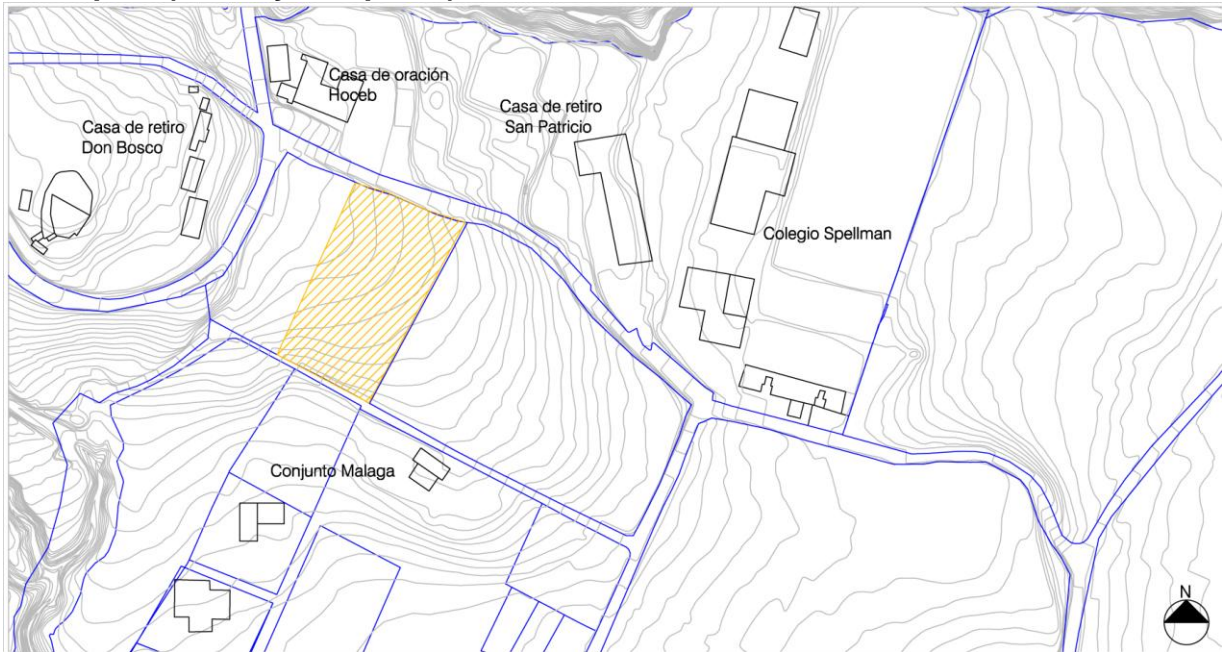 Casa de oración
Hoceb
Casa de retiro
San Patricio
Casa de retiro
Don Bosco
Colegio Spellman
Conjunto Malaga
N